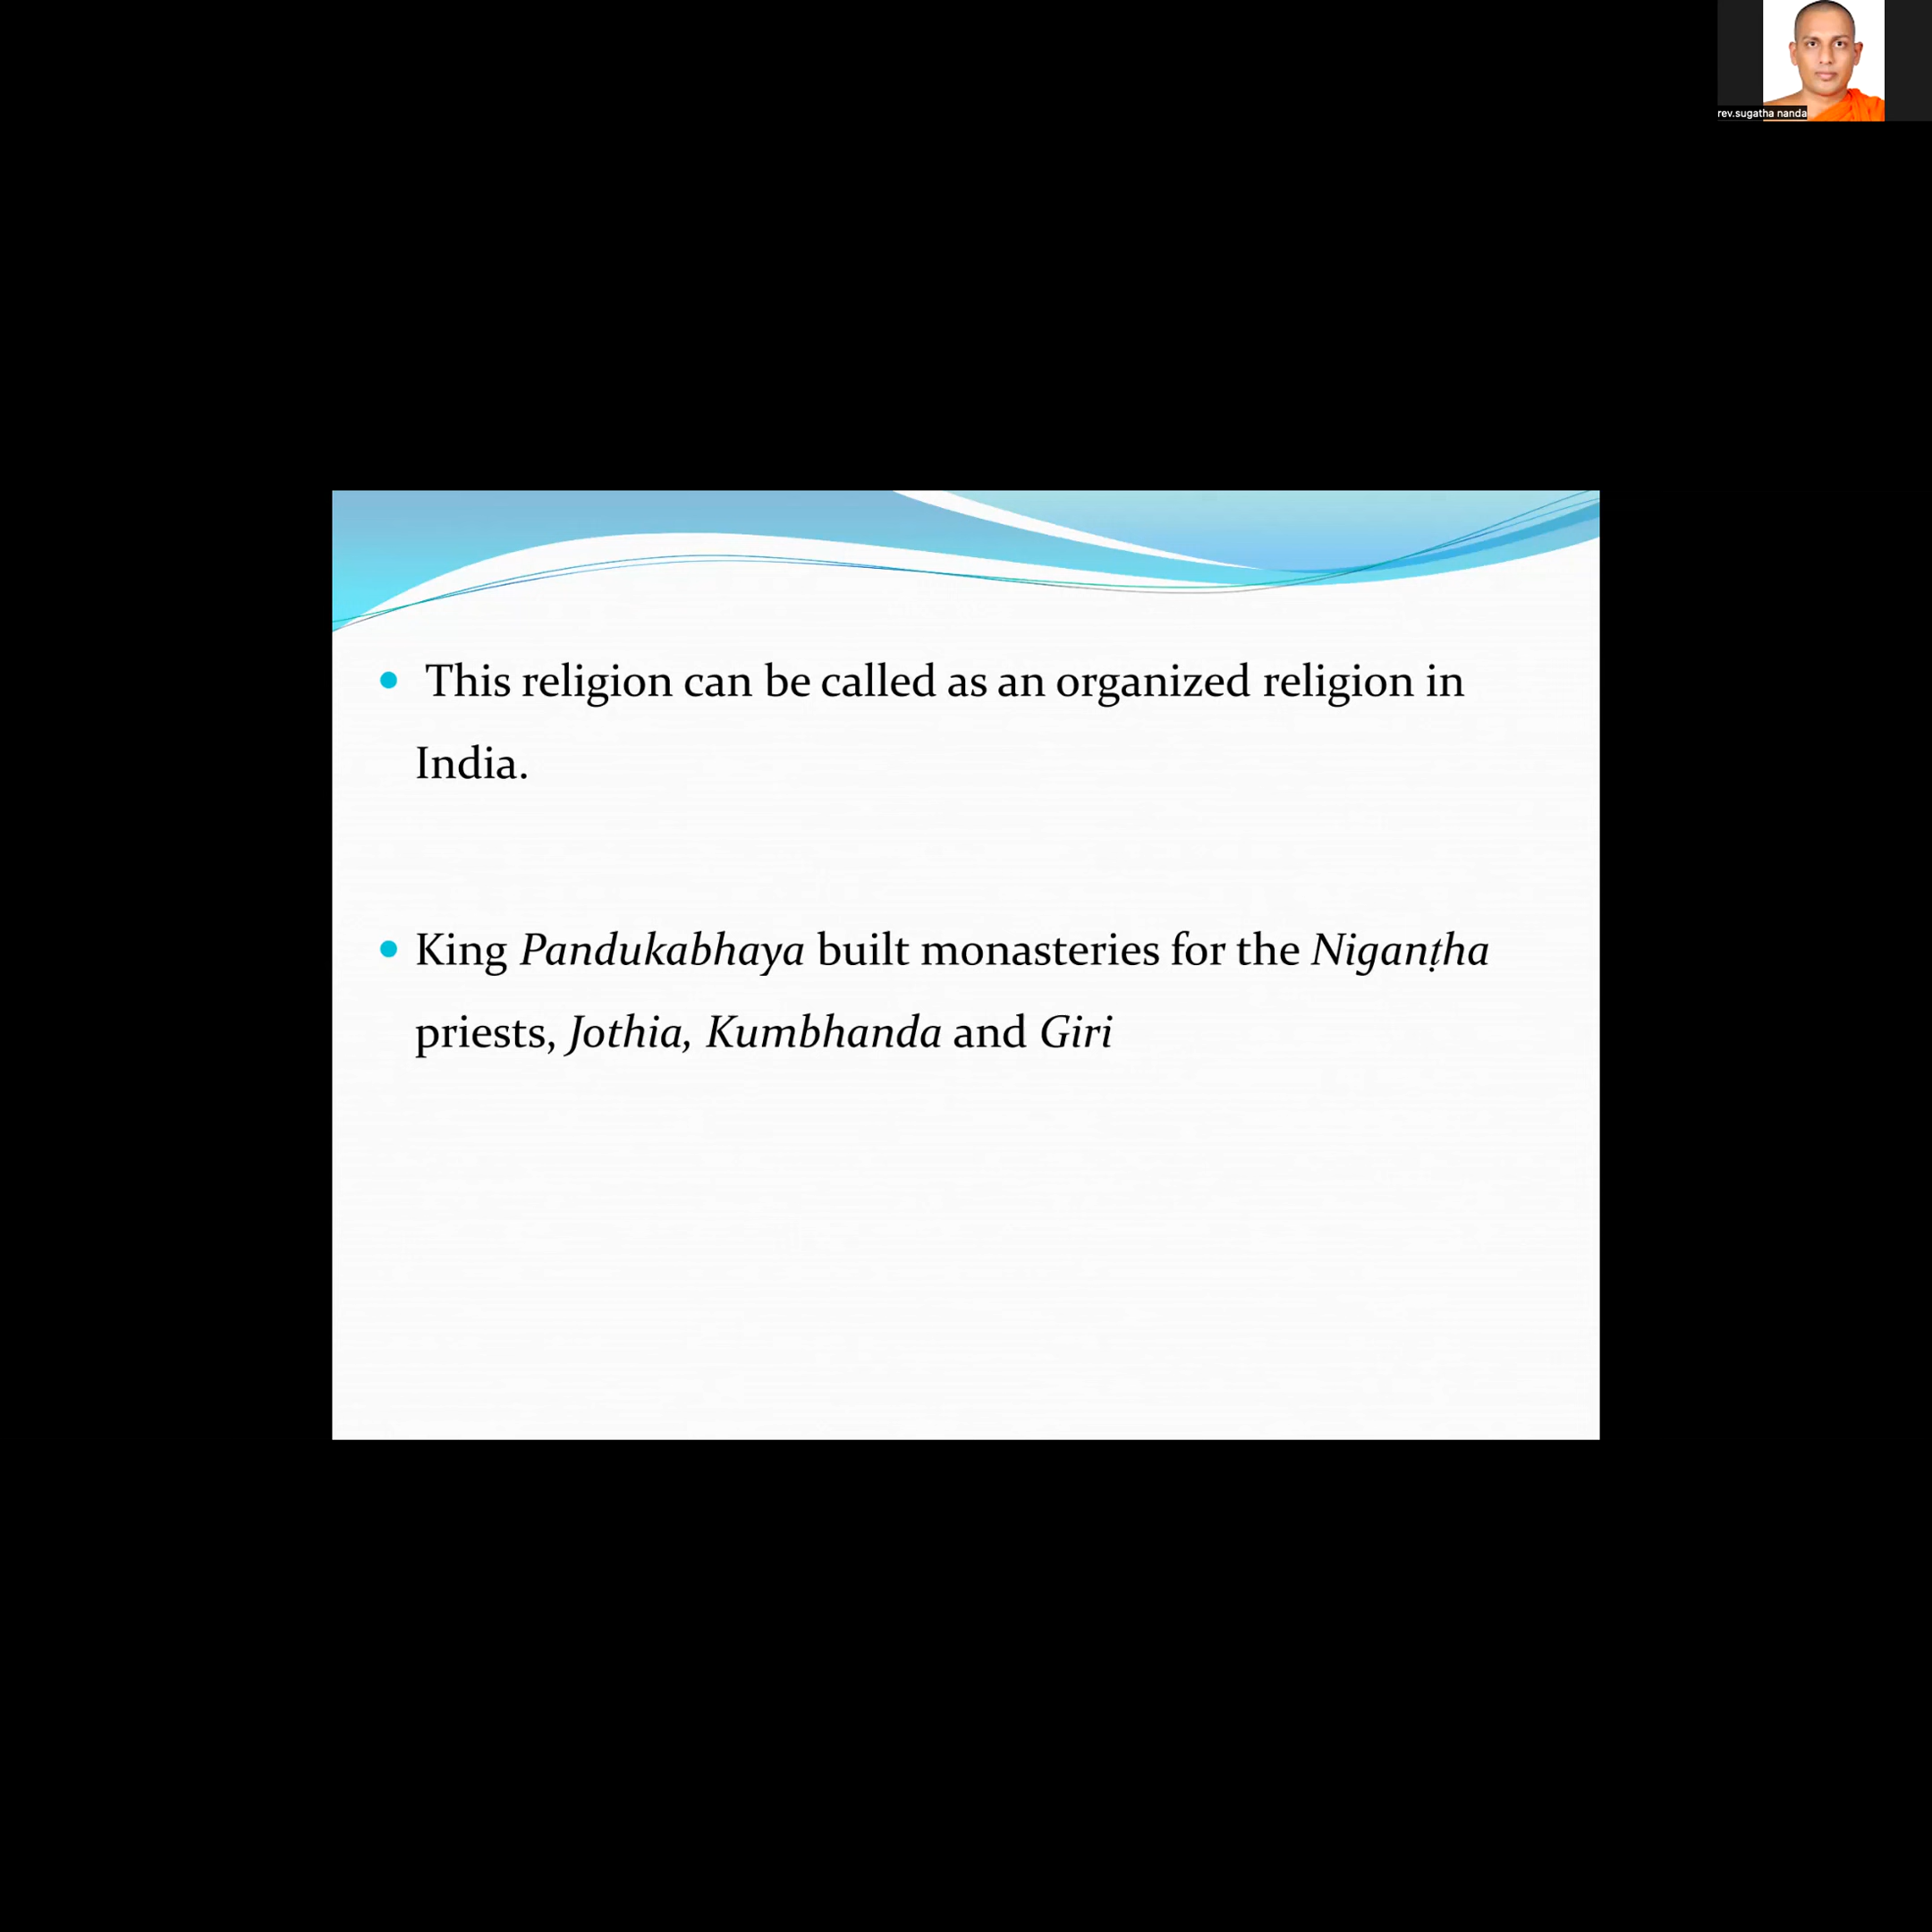 rev.sugatha nanda
This religion can be called as an organized religion in
India.
King Pandukabhaya built monasteries for the Niganṭha
priests, Jothia, Kumbhanda and Giri